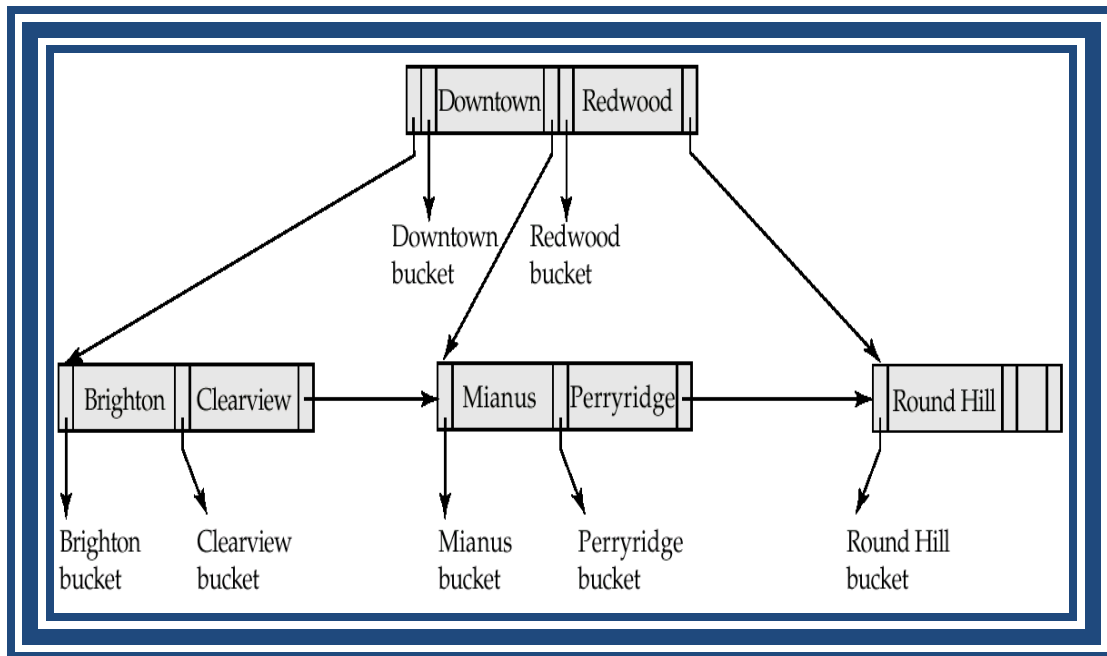 Downtown Redwood
Downtown
bucket
Redwood
bucket
Brighton Clearview
Mianus Perryridge
Round Hill
Brighton
bucket
Clearview
bucket
Mianus
bucket
Perryridge
bucket
Round Hill
bucket